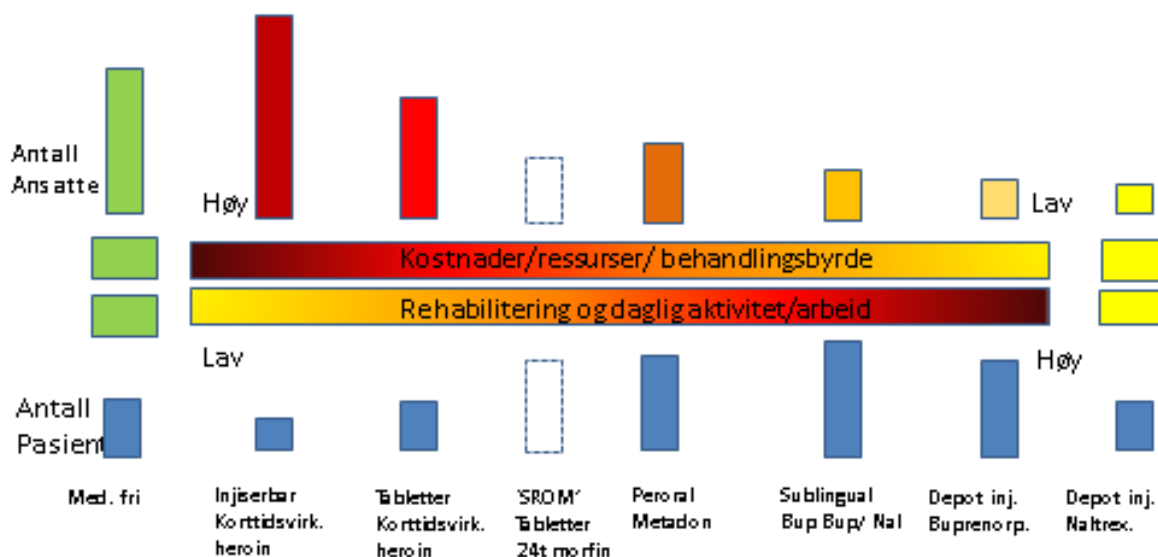 Antall
Ansatte
Høy
Lav
Kostnader/ressurser/ behandlingsbyrde
Rehabilitering og daglig aktivitet/arbeid
Lav
Høy
Antall
Pasient
Med. fri
Injiserbar
Korttidsvirk.
heroin
Tabletter
Korttidsvirk.
heroin
'SROM'
Tabletter
24t morfin
Peroral
Metadon
Sublingual
Bup Bup/ Nal
Depot inj.
Buprenorp.
Depot inj.
Naltrex.